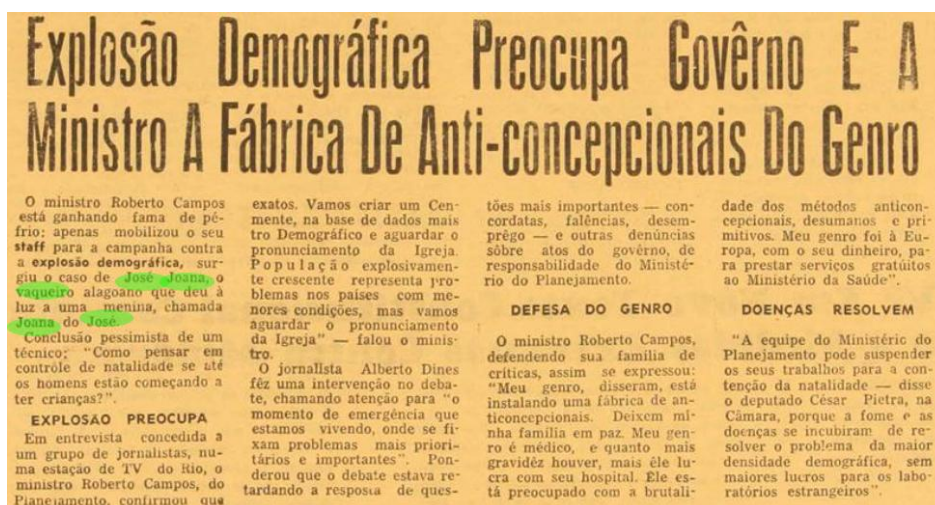 Explosão Demográfica Preocupa Govêrno E A
Ministro A Fábrica De Anti-concepcionais Do Genro
O ministro Roberto Campos
está ganhando fama de pé-
frio: apenas mobilizou o seu
staff para a campanha contra
a explosão demográfica, sur-
giu o caso de José Joana, o
vaqueiro alagoano que deu à
luz a uma menina, chamada
Joana do José.
Conclusão pessimista de um
técnico: "Como pensar em
contrôle de natalidade se até
os homens estão começando a
ter crianças?".
EXPLOSÃO PREOCUPA
Em entrevista concedida a
um grupo de jornalistas, nu-
ma estação de TV do Rio, o
ministro Roberto Campos, do
Planejamento, confirmou que
exatos. Vamos criar um Cen-
mente, na base de dados mais
tro Demográfico e aguardar o
pronunciamento da Igreja.
População explosivamen-
te crescente representa pro-
blemas nos países com me-
nores condições, mas vamos
aguardar o pronunciamento
da Igreja" — falou o minis-
tro.
O jornalista Alberto Dines
fêz uma intervenção no deba-
te, chamando atenção para "o
momento de emergência que
estamos vivendo, onde se fi-
xam problemas mais priori-
tários e importantes". Pon-
derou que o debate estava re-
tardando a resposta de ques-
tões mais importantes — con-
cordatas, falências, desem-
prêgo — e outras denúncias
sôbre atos do govêrno, de
responsabilidade do Ministé-
rio do Planejamento.
DEFESA DO GENRO
O ministro Roberto Campos,
defendendo sua família de
críticas, assim se expressou:
"Meu genro, disseram, está
instalando uma fábrica de an-
ticoncepcionais. Deixem mi-
nha família em paz. Meu gen-
ro é médico, e quanto mais
gravidêz houver, mais êle lu-
cra com seu hospital. Êle es-
tá preocupado com a brutali-
dade dos métodos anticon-
cepcionais, desumanos e pri-
mitivos. Meu genro foi à Eu-
ropa, com o seu dinheiro, pa-
ra prestar serviços gratúitos
ao Ministério da Saúde".
DOENÇAS RESOLVEM
"A equipe do Ministéric do
Planejamento pode suspender
os seus trabalhos para a con-
tenção da natalidade — disse
o deputado César Pietra, na
Câmara, porque a fome e as
doenças se incubiram de re-
solver o problema da maior
densidade demográfica, sem
maiores lucros para os labo-
ratórios estrangeiros".